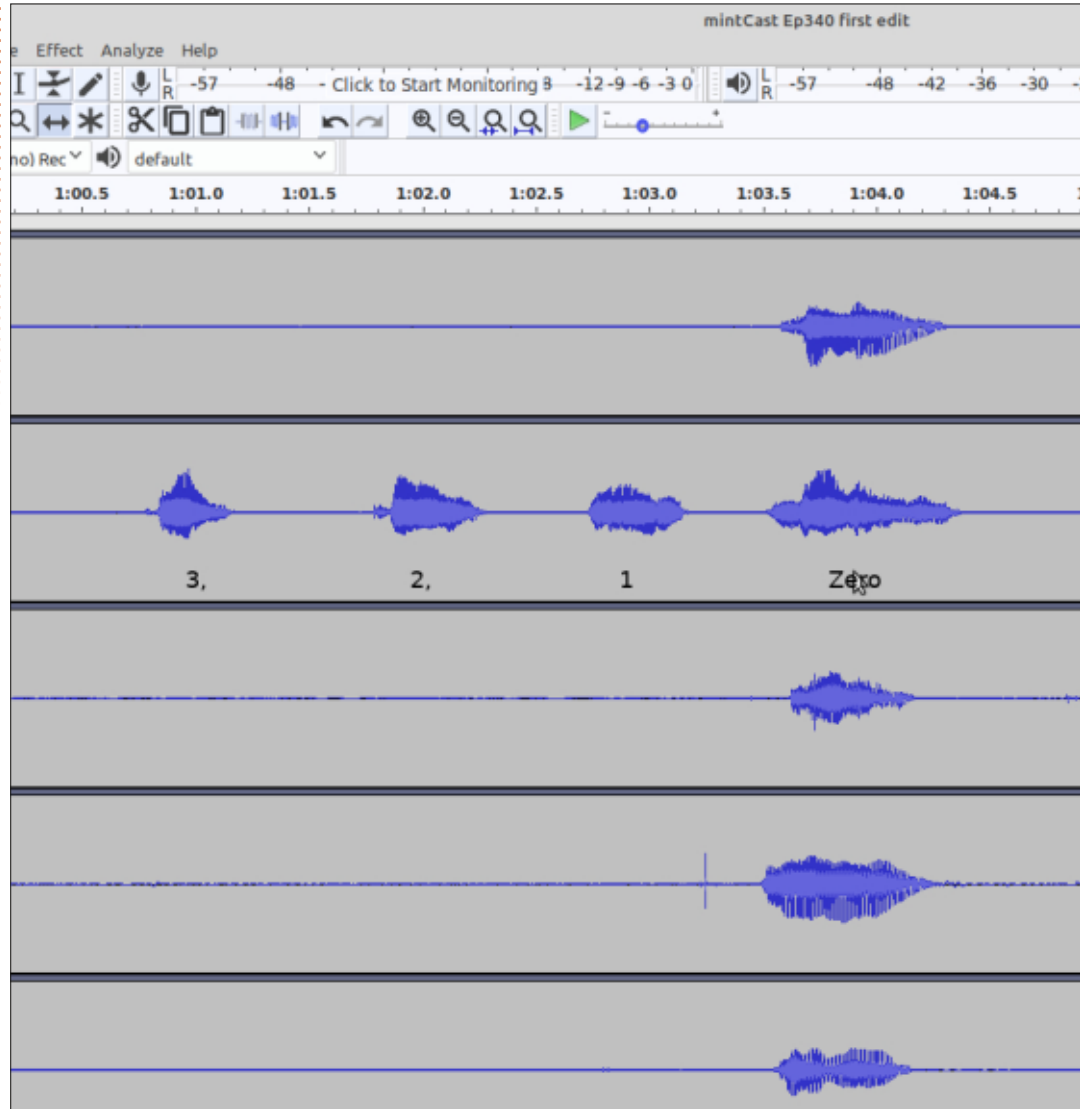 mintCast Ep340 first edit
Effect Analyze Help
L -57 -48 - Click to Start Monitoring -12 -9 -6 -3 0 L -57 -48 -42 -36 -30
R R
- +
Rec default
1:00.5 1:01.0 1:01.5 1:02.0 1:02.5 1:03.0 1:03.5 1:04.0 1:04.5
3, 2, 1 Zero